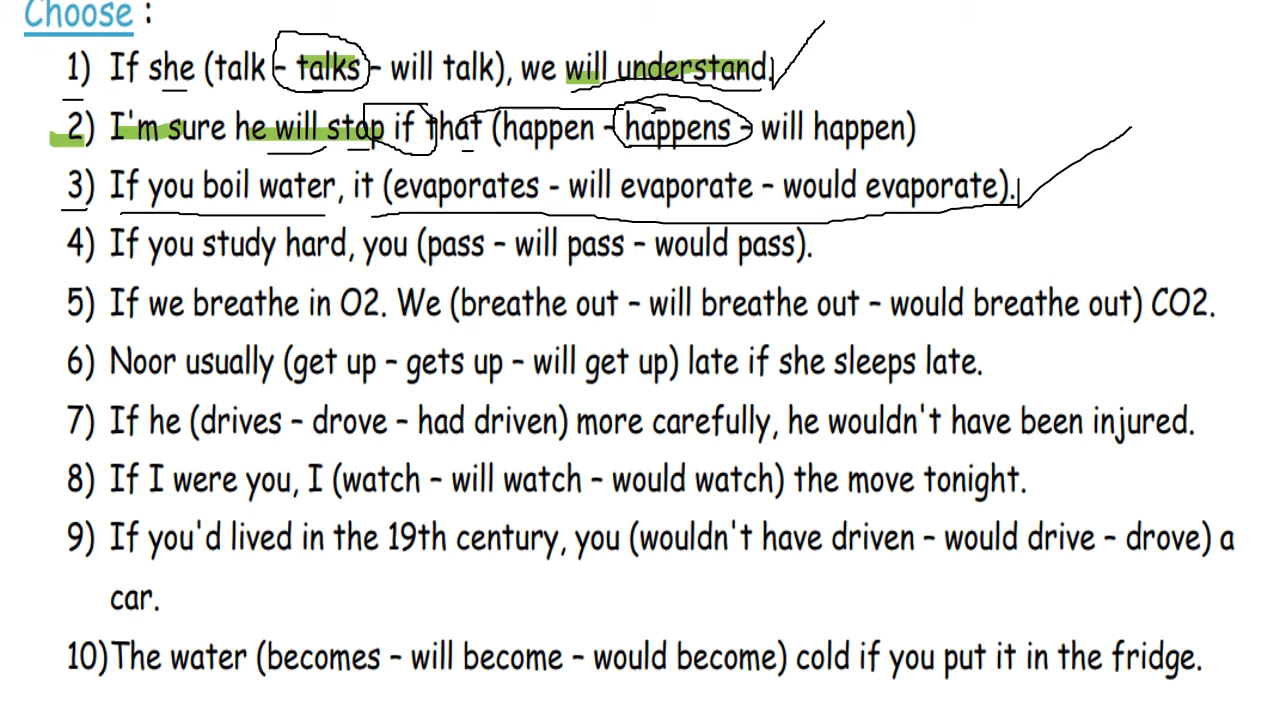 Choose :
1) If she (talk - talks - will talk), we will understand.
2) I'm sure he will stop if that (happen - happens - will happen)
3) If you boil water, it (evaporates - will evaporate - would evaporate).
4) If you study hard, you (pass - will pass - would pass).
5) If we breathe in O2. We (breathe out - will breathe out - would breathe out) CO2.
6) Noor usually (get up - gets up - will get up) late if she sleeps late.
7) If he (drives - drove - had driven) more carefully, he wouldn't have been injured.
8) If I were you, I (watch - will watch - would watch) the move tonight.
9) If you'd lived in the 19th century, you (wouldn't have driven - would drive - drove) a
car.
10)The water (becomes - will become - would become) cold if you put it in the fridge.